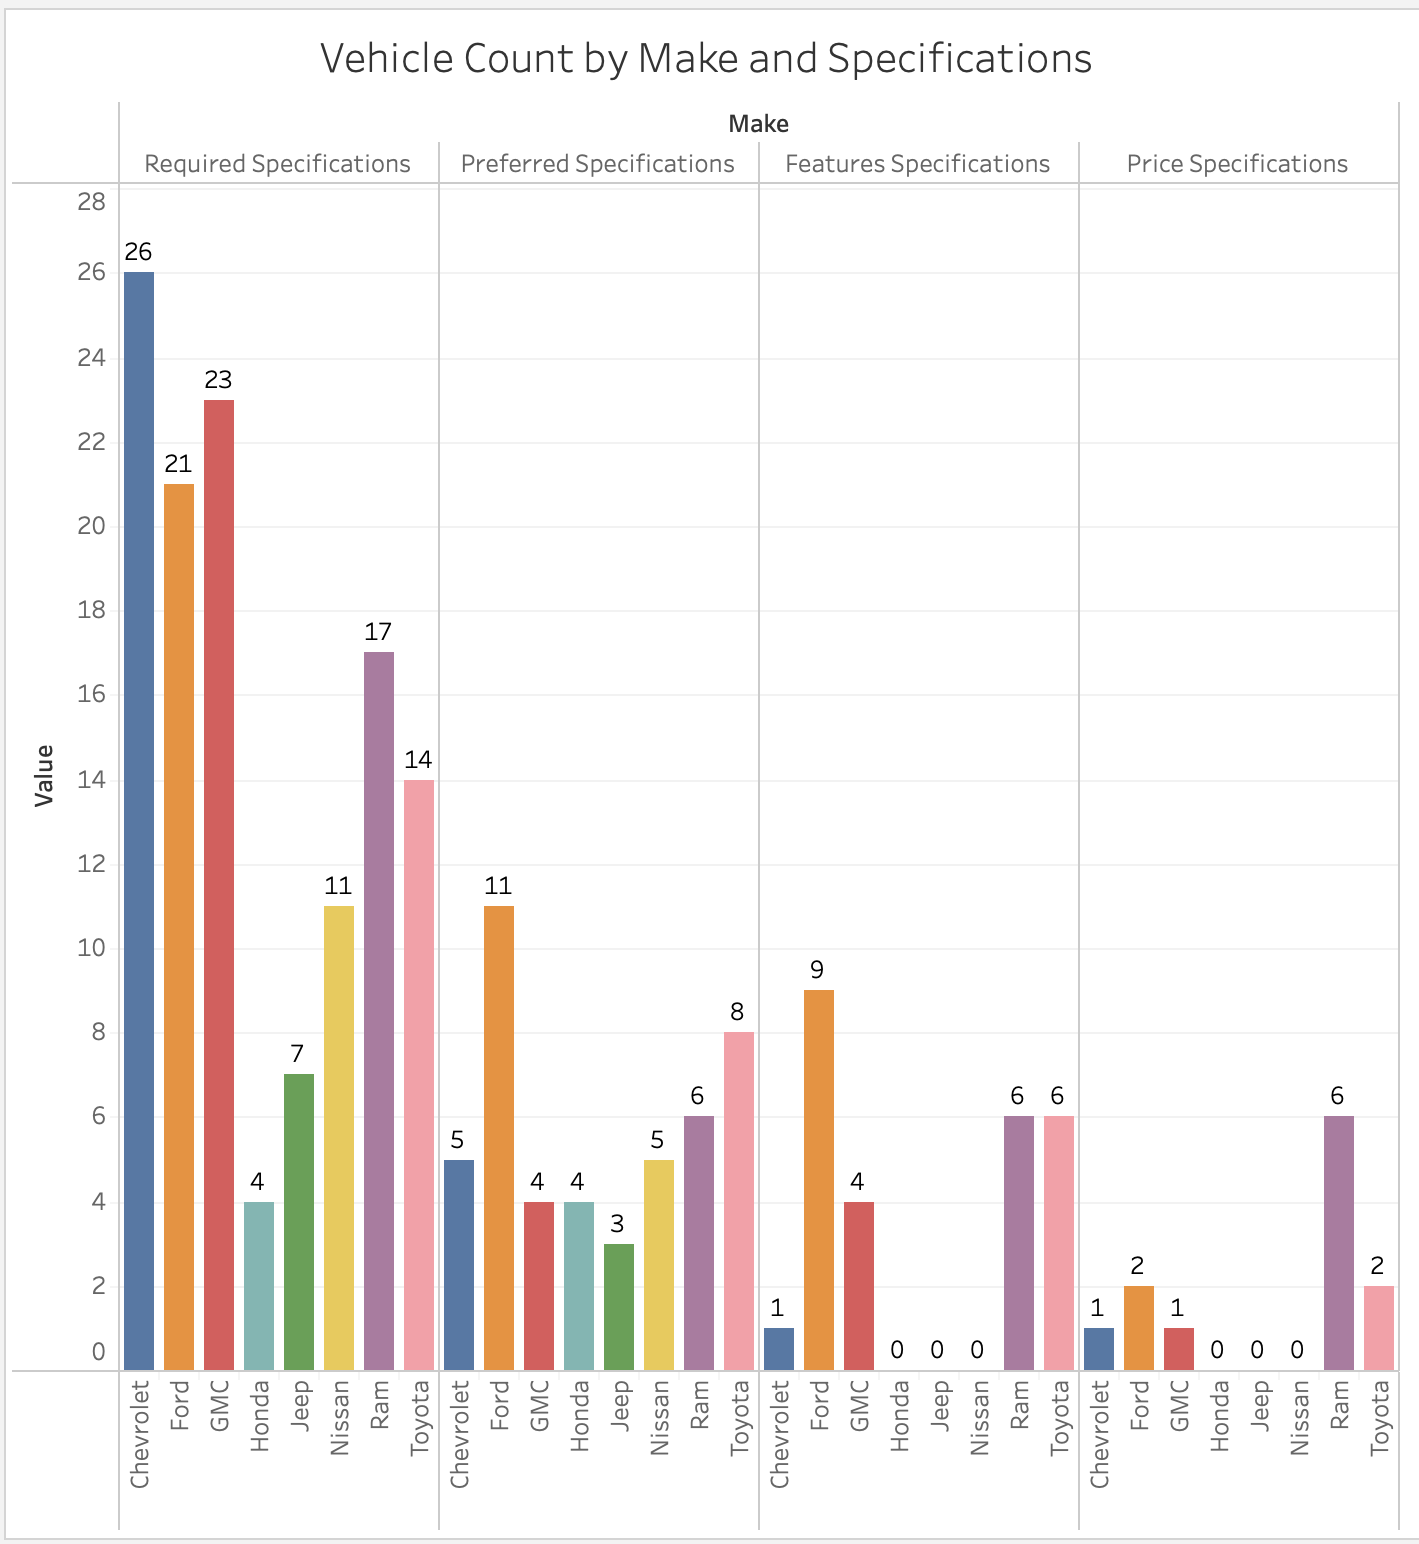 Vehicle Count by Make and Specifications
Make
Required Specifications Preferred Specifications Features Specifications Price Specifications
Value
28
26
24
22
20
18
16
14
12
10
8
6
4
2
0
26 21 23 4 7 11 17 14
5 11 4 4 3 5 6 8
1 9 4 0 0 0 6 6
1 2 1 0 0 0 6 2
Chevrolet Ford GMC Honda Jeep Nissan Ram Toyota
Chevrolet Ford GMC Honda Jeep Nissan Ram Toyota
Chevrolet Ford GMC Honda Jeep Nissan Ram Toyota
Chevrolet Ford GMC Honda Jeep Nissan Ram Toyota